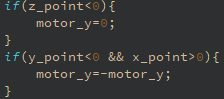 if(z_point<0){
    motor_y=0;
}
if(y_point<0 && x_point>0){
    motor_y=-motor_y;
}